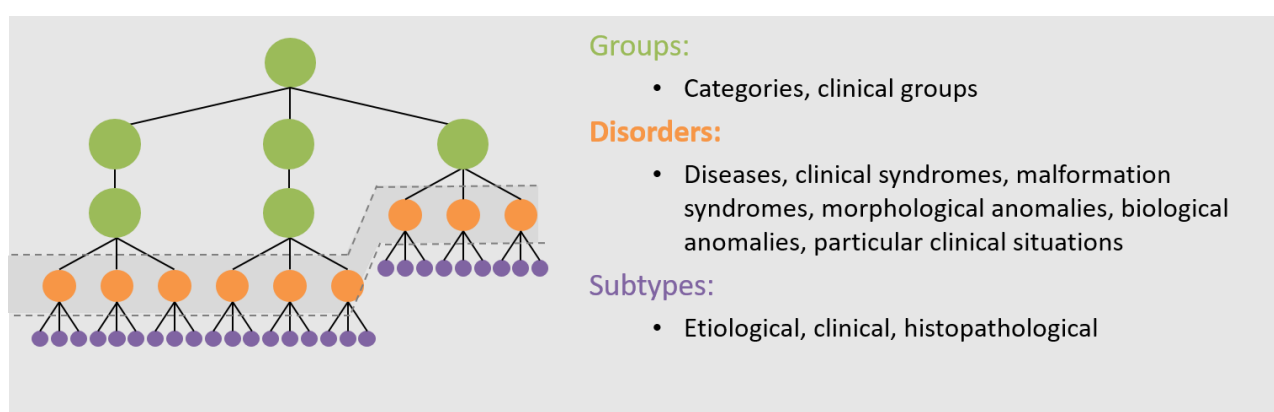 Groups:
• Categories, clinical groups
Disorders:
• Diseases, clinical syndromes, malformation
syndromes, morphological anomalies, biological
anomalies, particular clinical situations
Subtypes:
• Etiological, clinical, histopathological